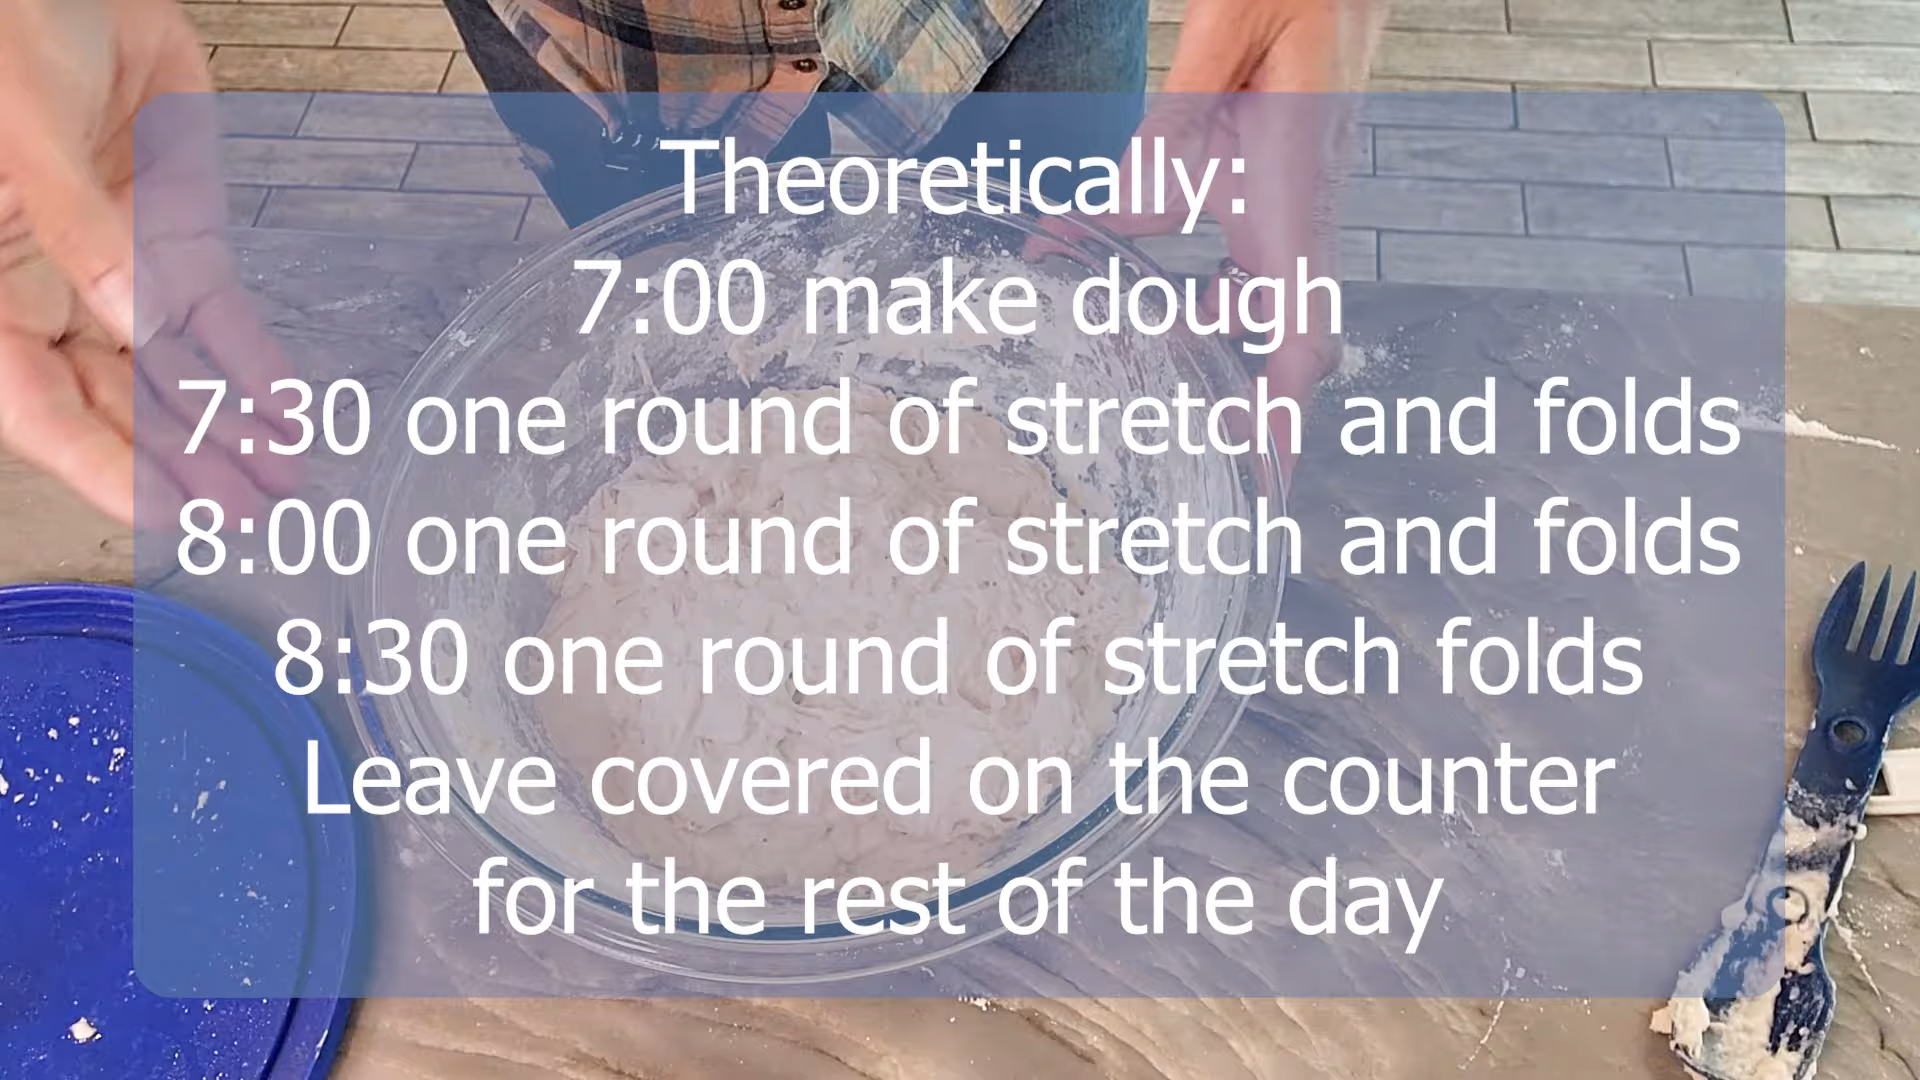 Theoretically:
7:00 make dough
7:30 one round of stretch and folds
8:00 one round of stretch and folds
8:30 one round of stretch folds
Leave covered on the counter
for the rest of the day